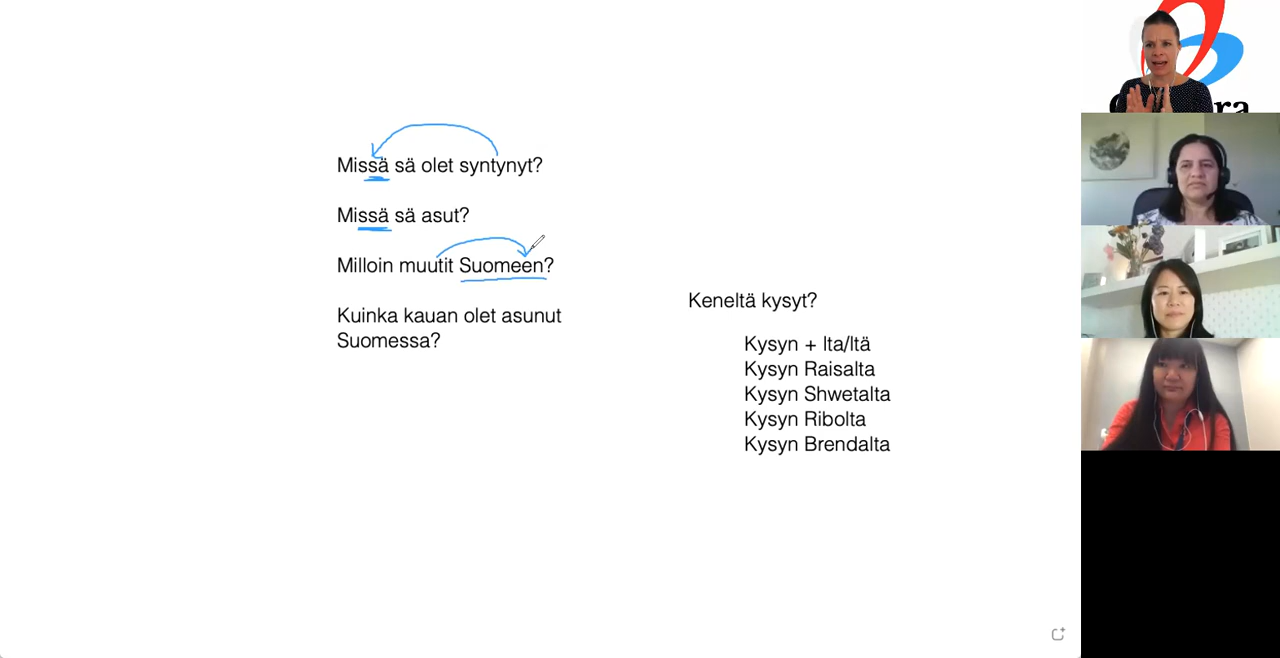 Missä sä olet syntynyt?
Missä sä asut?
Milloin muutit Suomeen?
Kuinka kauan olet asunut
Suomessa?
Keneltä kysyt?
Kysyn + lta/ltä
Kysyn Raisalta
Kysyn Shwetalta
Kysyn Ribolta
Kysyn Brendalta